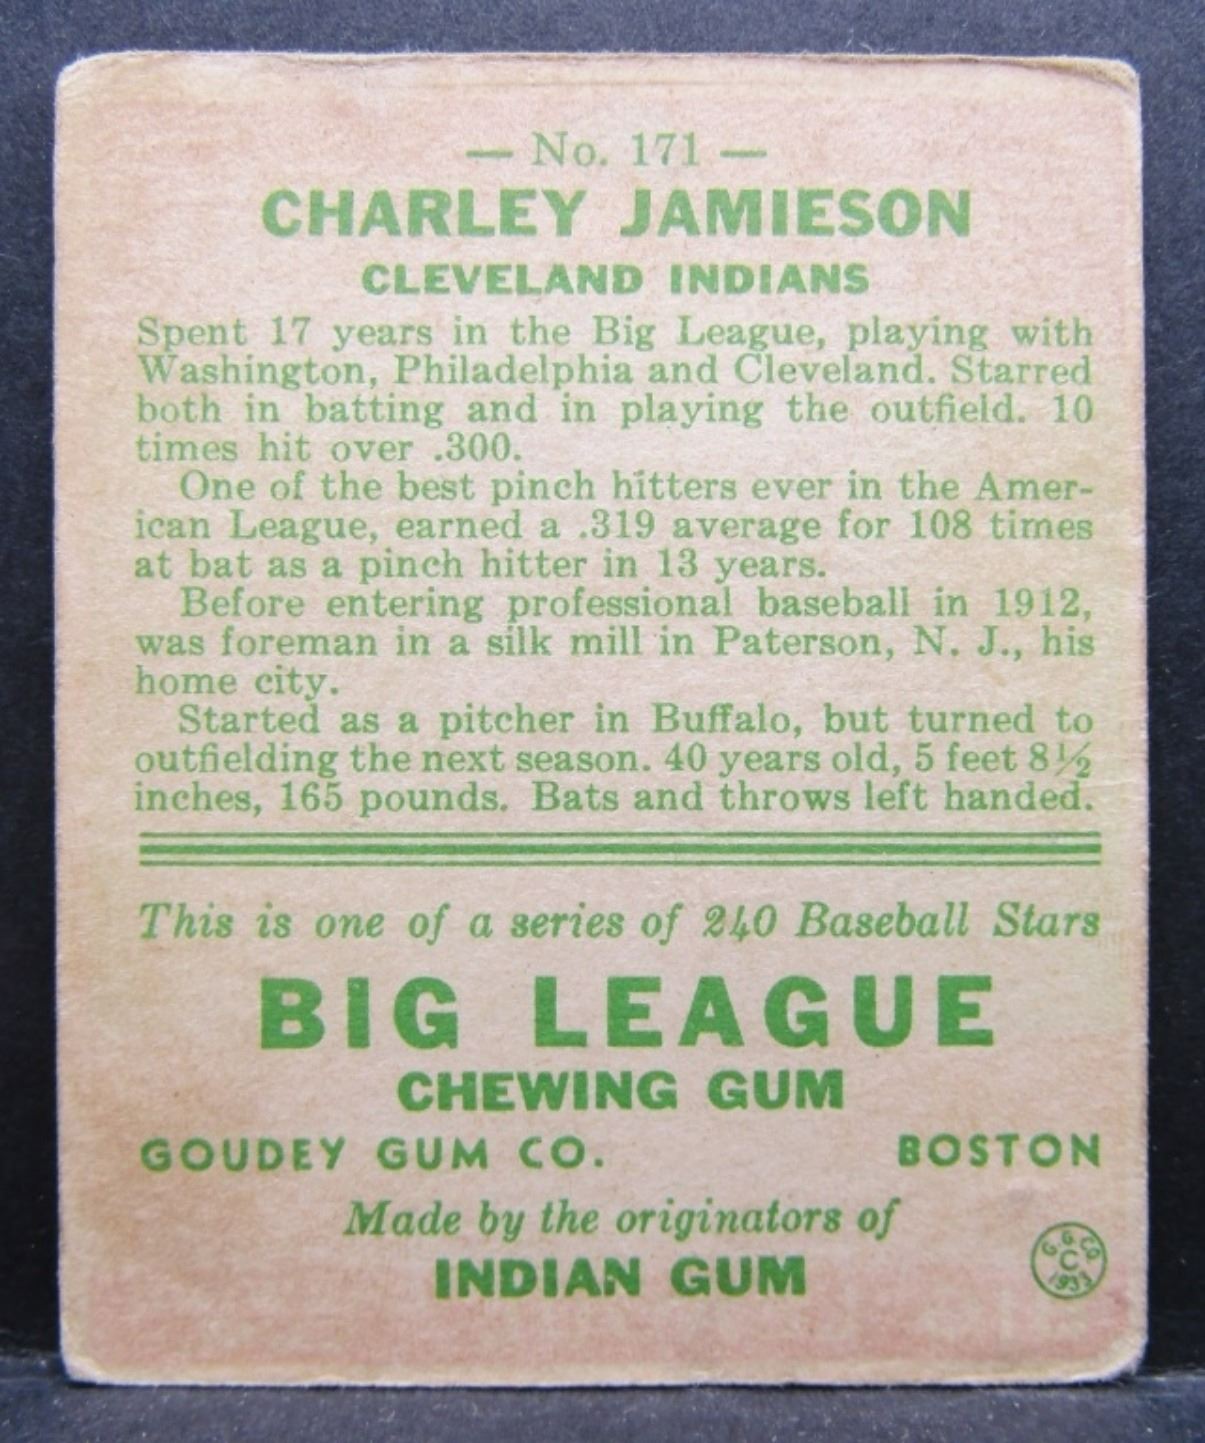 — No. 171 —
CHARLEY JAMIESON
CLEVELAND INDIANS
Spent 17 years in the Big League, playing with
Washington, Philadelphia and Cleveland. Starred
both in batting and in playing the outfield. 10
times hit over .300.
One of the best pinch hitters ever in the Amer-
ican League, earned a .319 average for 108 times
at bat as a pinch hitter in 13 years.
Before entering professional baseball in 1912,
was foreman in a silk mill in Paterson, N. J., his
home city.
Started as a pitcher in Buffalo, but turned to
outfielding the next season. 40 years old, 5 feet 8½
inches, 165 pounds. Bats and throws left handed.
This is one of a series of 240 Baseball Stars
BIG LEAGUE
CHEWING GUM
GOUDEY GUM CO. BOSTON
Made by the originators of
INDIAN GUM
G. G. CO
C
1933